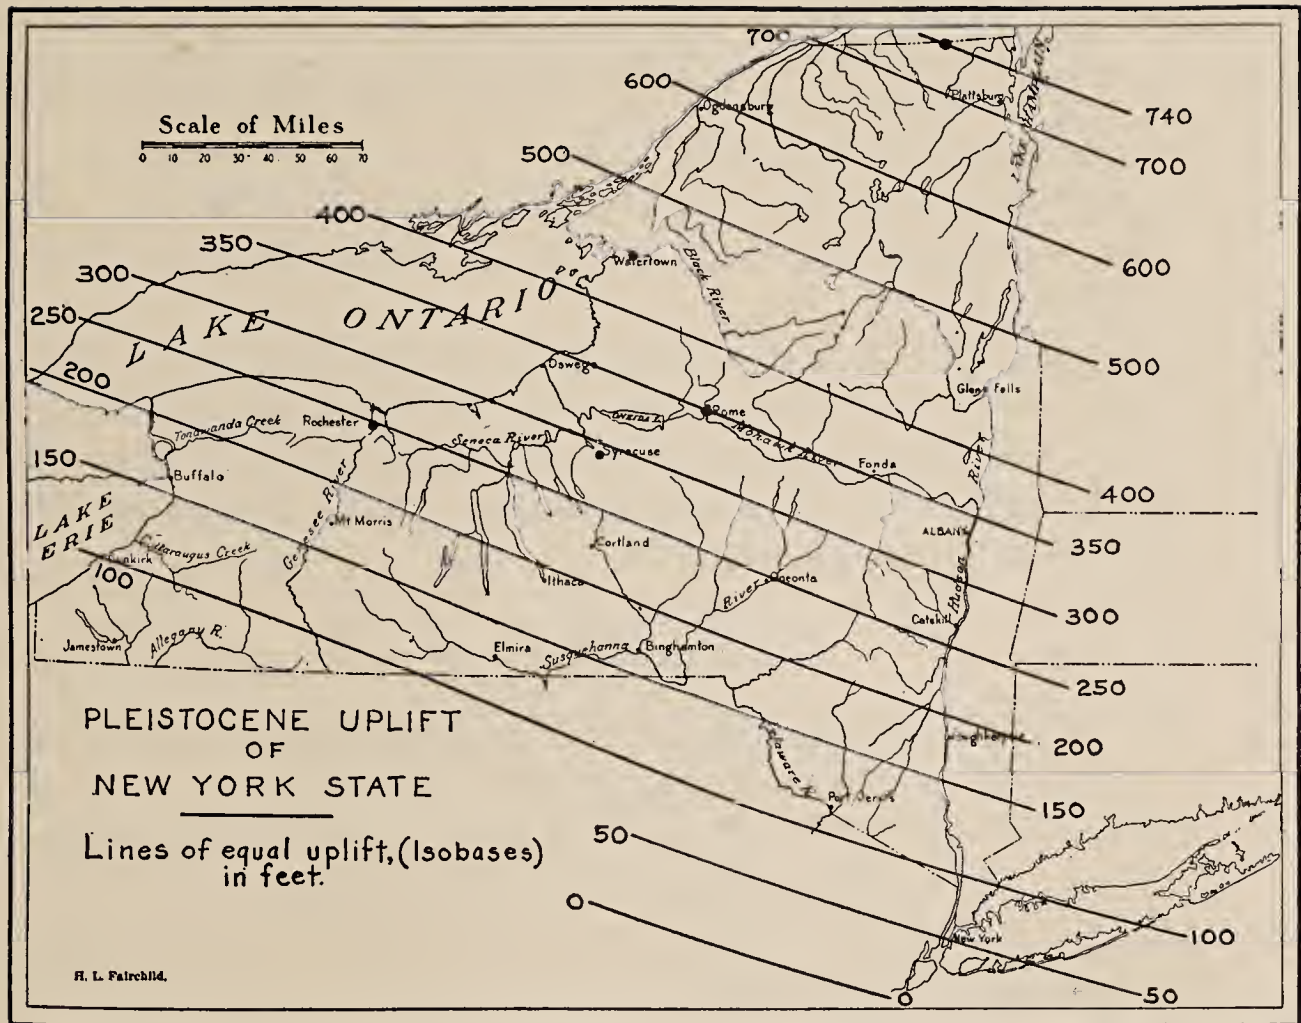 700
600
740
Plattsburg
Ogdensburg
LAKE CHAMPLAIN
Scale of Miles
0 10 20 30 40 50 60 70
500
700
400
350
Watertown
Black River
600
300
250
LAKE ONTARIO
500
200
Oswego
Glens Falls
Rochester
Oneida L.
Rome
Tonawanda Creek
Seneca River
Mohawk River
Syracuse
Fonda
River
150
Buffalo
400
LAKE
ERIE
Genesee River
Mt Morris
Cortland
ALBANY
350
Cattaraugus Creek
Dunkirk
100
Ithaca
River
Oneonta
Hudson
300
Catskill
Jamestown
Allegany R.
Elmira
Susquehanna
Binghamton
250
PLEISTOCENE UPLIFT
OF
NEW YORK STATE
Poughkeepsie
200
Delaware
Port Jervis
150
Lines of equal uplift, (Isobases)
in feet.
50
0
New York
100
H. L. Fairchild.
0
50